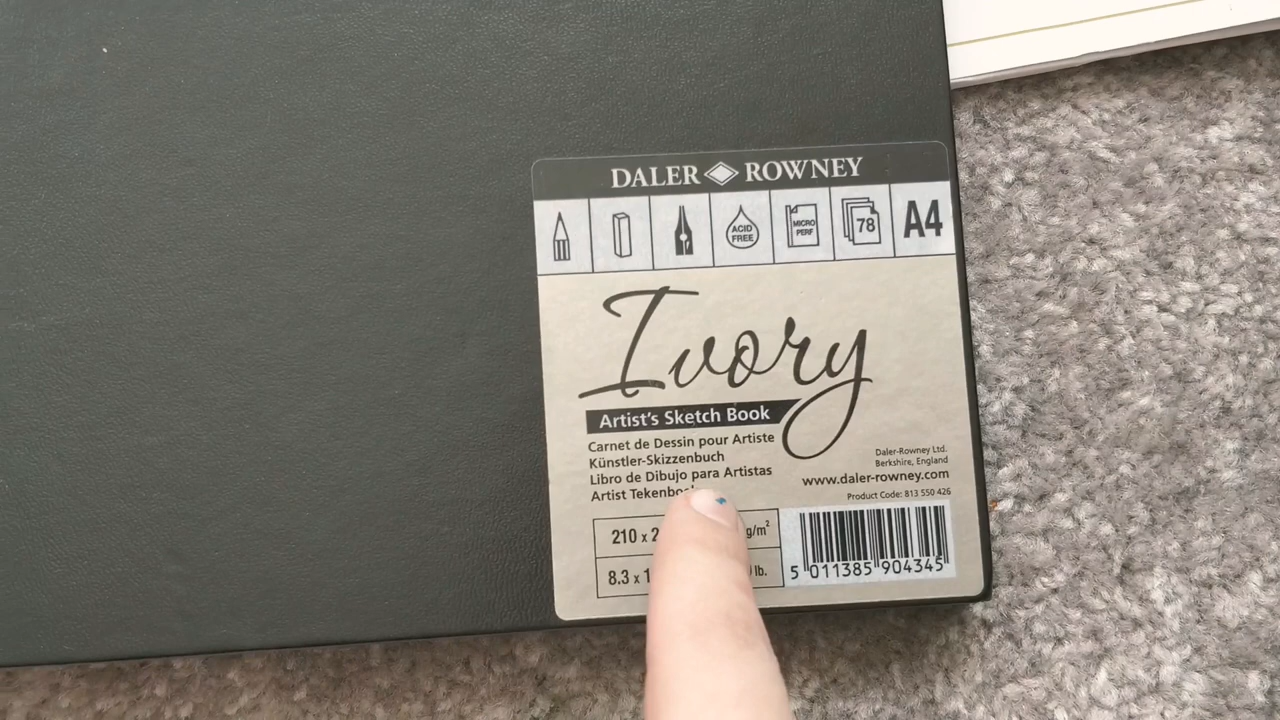 DALER ROWNEY
ACID FREE
MICRO PERF
78
A4
Ivory
Artist's Sketch Book
Carnet de Dessin pour Artiste
Künstler-Skizzenbuch
Libro de Dibujo para Artistas
Artist
Daler-Rowney Ltd.
Berkshire, England
www.daler-rowney.com
Product Code: 813 550 426
210 x
g/m²
8.3 x
lb.
5 011385 904345